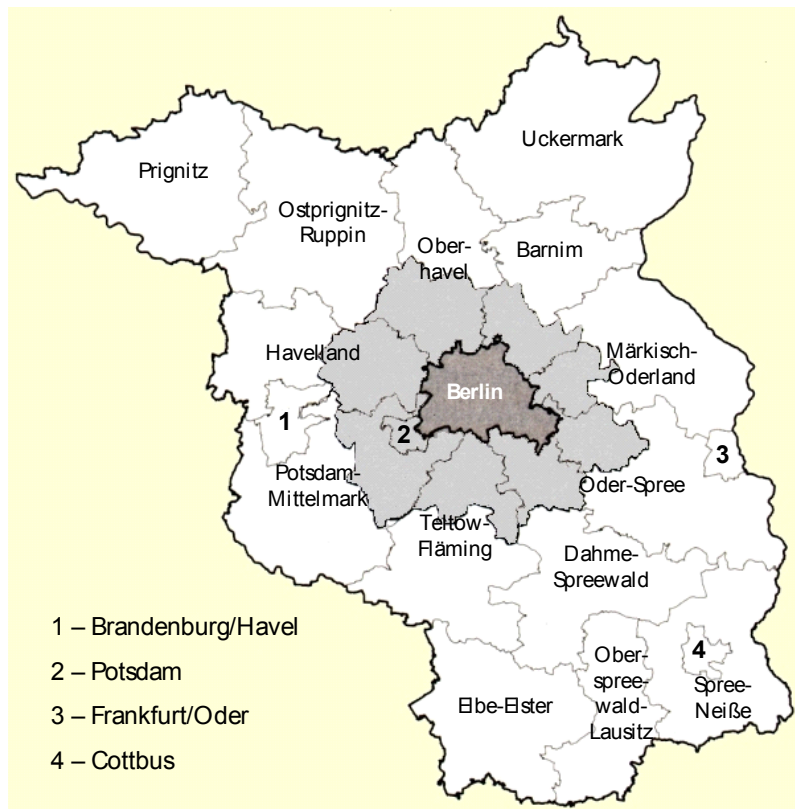 Uckermark
Prignitz
Ostprignitz-
Ruppin
Ober-
havel
Barnim
Havelland
Märkisch-
Oderland
Berlin
1
2
3
Potsdam-
Mittelmark
Oder-Spree
Teltow-
Fläming
Dahme-
Spreewald
1 – Brandenburg/Havel
2 – Potsdam
3 – Frankfurt/Oder
4 – Cottbus
Elbe-Elster
Ober-
spree-
wald-
Lausitz
4
Spree-
Neiße